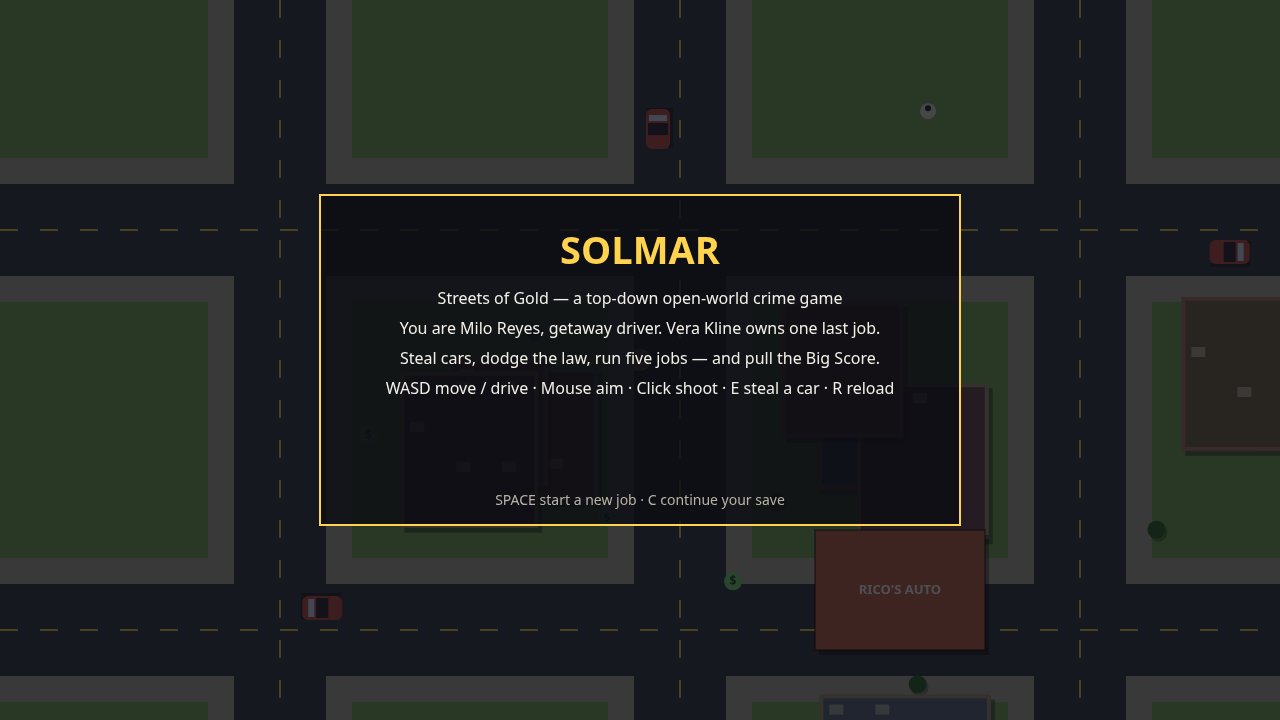 SOLMAR
Streets of Gold — a top-down open-world crime game
You are Milo Reyes, getaway driver. Vera Kline owns one last job.
Steal cars, dodge the law, run five jobs — and pull the Big Score.
WASD move / drive · Mouse aim · Click shoot · E steal a car · R reload
$
SPACE start a new job · C continue your save
$
RICO'S AUTO